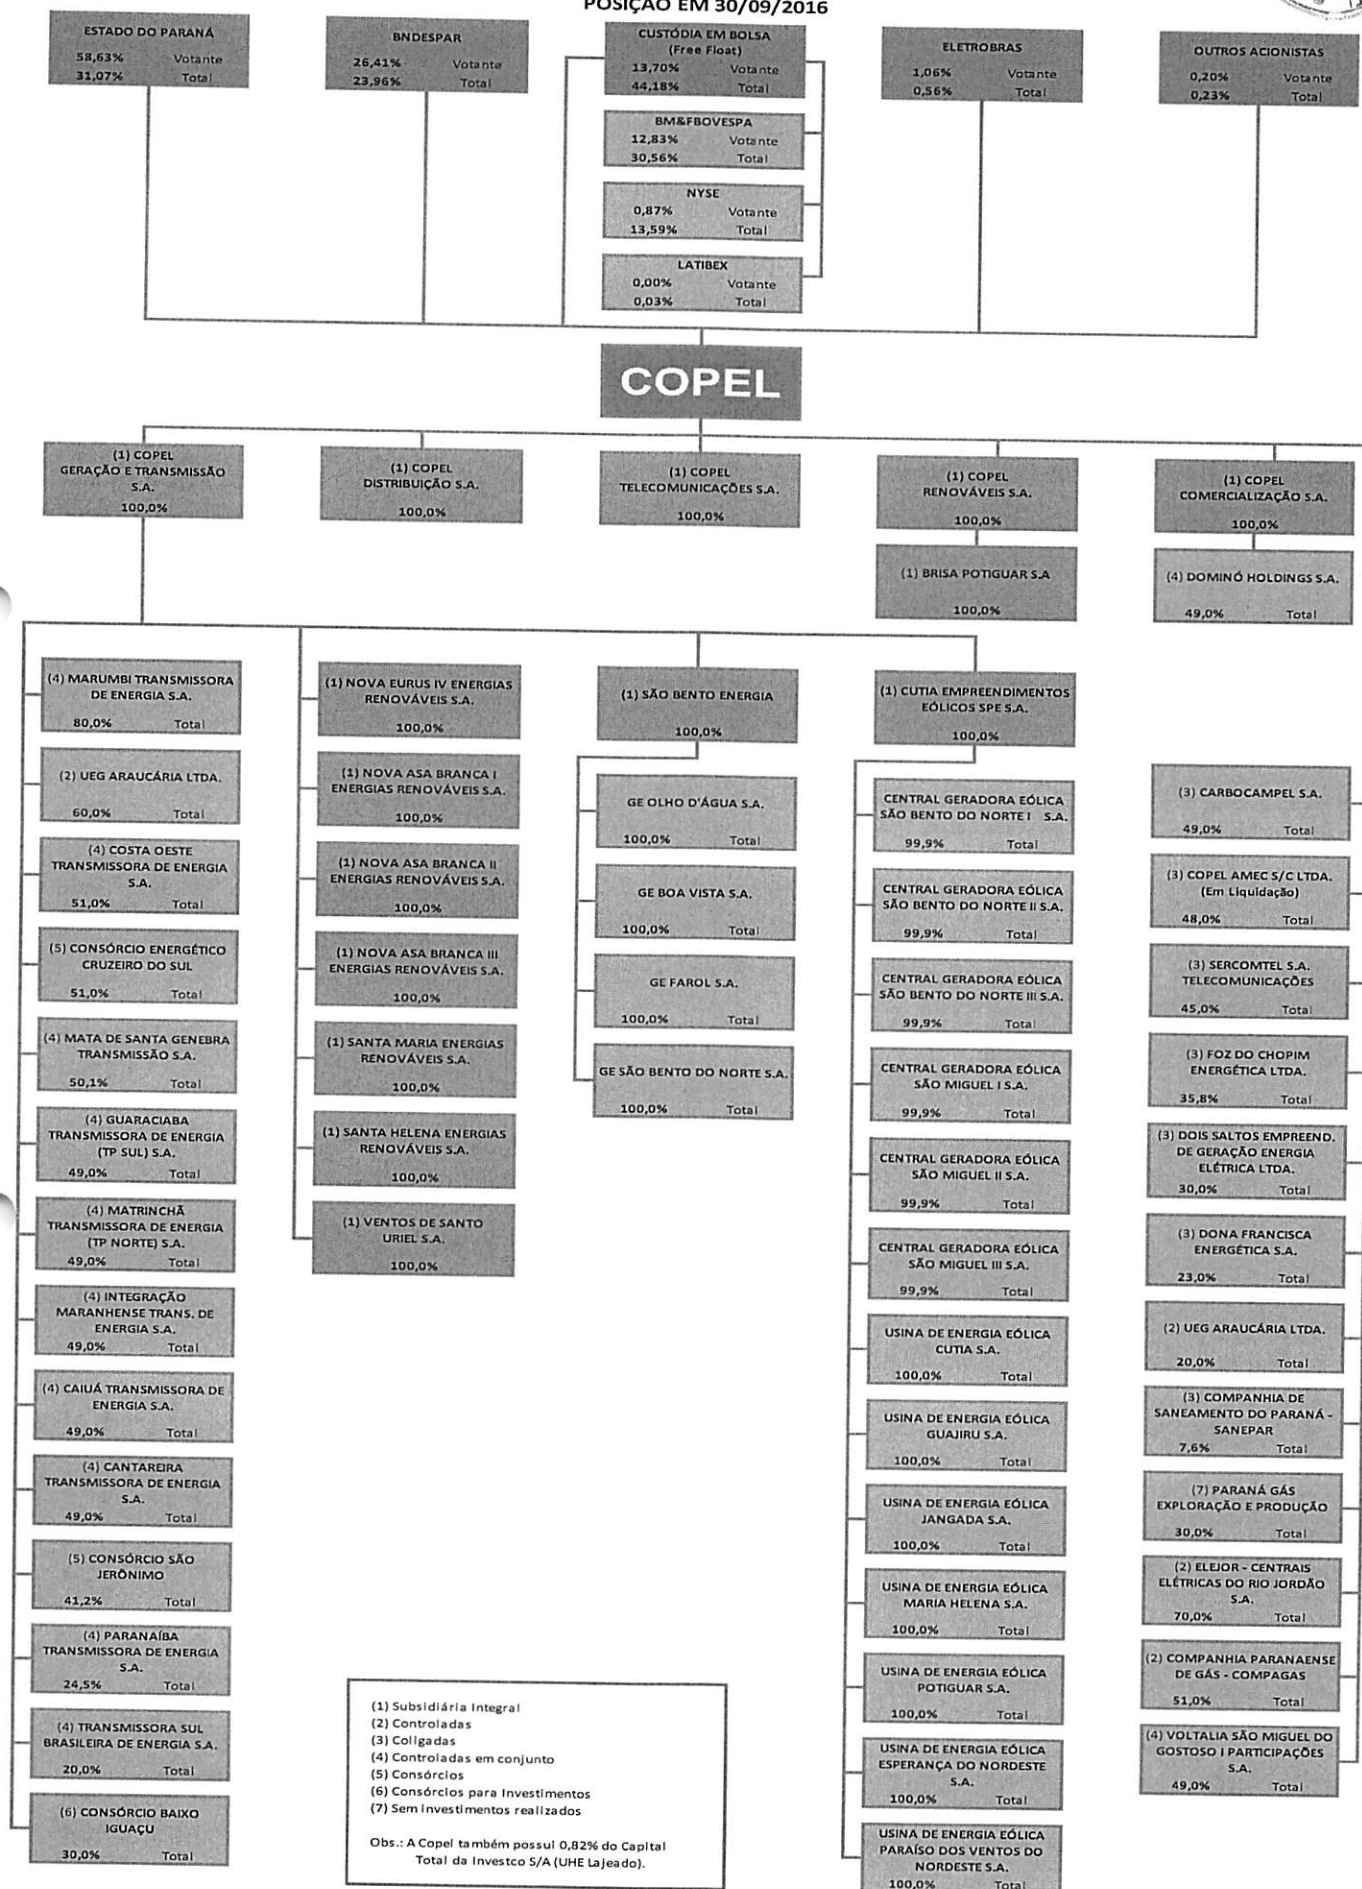 POSIÇÃO EM 30/09/2016
ESTADO DO PARANÁ
58,63% Votante
31,07% Total
BNDESPAR
26,41% Votante
23,96% Total
CUSTÓDIA EM BOLSA
(Free Float)
13,70% Votante
44,18% Total
BM&FBOVESPA
12,83% Votante
30,56% Total
NYSE
0,87% Votante
13,59% Total
LATIBEX
0,00% Votante
0,03% Total
ELETROBRAS
1,06% Votante
0,56% Total
OUTROS ACIONISTAS
0,20% Votante
0,23% Total
COPEL
(1) COPEL
GERAÇÃO E TRANSMISSÃO
S.A.
100,0%
(1) COPEL
DISTRIBUIÇÃO S.A.
100,0%
(1) COPEL
TELECOMUNICAÇÕES S.A.
100,0%
(1) COPEL
RENOVÁVEIS S.A.
100,0%
(1) COPEL
COMERCIALIZAÇÃO S.A.
100,0%
(1) BRISA POTIGUAR S.A
100,0%
(4) DOMINÓ HOLDINGS S.A.
49,0% Total
(4) MARUMBI TRANSMISSORA
DE ENERGIA S.A.
80,0% Total
(2) UEG ARAUCÁRIA LTDA.
60,0% Total
(4) COSTA OESTE
TRANSMISSORA DE ENERGIA
S.A.
51,0% Total
(5) CONSÓRCIO ENERGÉTICO
CRUZEIRO DO SUL
51,0% Total
(4) MATA DE SANTA GENEBRA
TRANSMISSÃO S.A.
50,1% Total
(4) GUARACIABA
TRANSMISSORA DE ENERGIA
(TP SUL) S.A.
49,0% Total
(4) MATRINCHÃ
TRANSMISSORA DE ENERGIA
(TP NORTE) S.A.
49,0% Total
(4) INTEGRAÇÃO
MARANHENSE TRANS. DE
ENERGIA S.A.
49,0% Total
(4) CAIUÁ TRANSMISSORA DE
ENERGIA S.A.
49,0% Total
(4) CANTAREIRA
TRANSMISSORA DE ENERGIA
S.A.
49,0% Total
(5) CONSÓRCIO SÃO
JERÔNIMO
41,2% Total
(4) PARANAÍBA
TRANSMISSORA DE ENERGIA
S.A.
24,5% Total
(4) TRANSMISSORA SUL
BRASILEIRA DE ENERGIA S.A.
20,0% Total
(6) CONSÓRCIO BAIXO
IGUAÇU
30,0% Total
(1) NOVA EURUS IV ENERGIAS
RENOVÁVEIS S.A.
100,0%
(1) NOVA ASA BRANCA I
ENERGIAS RENOVÁVEIS S.A.
100,0%
(1) NOVA ASA BRANCA II
ENERGIAS RENOVÁVEIS S.A.
100,0%
(1) NOVA ASA BRANCA III
ENERGIAS RENOVÁVEIS S.A.
100,0%
(1) SANTA MARIA ENERGIAS
RENOVÁVEIS S.A.
100,0%
(1) SANTA HELENA ENERGIAS
RENOVÁVEIS S.A.
100,0%
(1) VENTOS DE SANTO
URIEL S.A.
100,0%
(1) SÃO BENTO ENERGIA
100,0%
GE OLHO D'ÁGUA S.A.
100,0% Total
GE BOA VISTA S.A.
100,0% Total
GE FAROL S.A.
100,0% Total
GE SÃO BENTO DO NORTE S.A.
100,0% Total
(1) CUTIA EMPREENDIMENTOS
EÓLICOS SPE S.A.
100,0%
CENTRAL GERADORA EÓLICA
SÃO BENTO DO NORTE I S.A.
99,9% Total
CENTRAL GERADORA EÓLICA
SÃO BENTO DO NORTE II S.A.
99,9% Total
CENTRAL GERADORA EÓLICA
SÃO BENTO DO NORTE III S.A.
99,9% Total
CENTRAL GERADORA EÓLICA
SÃO MIGUEL I S.A.
99,9% Total
CENTRAL GERADORA EÓLICA
SÃO MIGUEL II S.A.
99,9% Total
CENTRAL GERADORA EÓLICA
SÃO MIGUEL III S.A.
99,9% Total
USINA DE ENERGIA EÓLICA
CUTIA S.A.
100,0% Total
USINA DE ENERGIA EÓLICA
GUAJIRU S.A.
100,0% Total
USINA DE ENERGIA EÓLICA
JANGADA S.A.
100,0% Total
USINA DE ENERGIA EÓLICA
MARIA HELENA S.A.
100,0% Total
USINA DE ENERGIA EÓLICA
POTIGUAR S.A.
100,0% Total
USINA DE ENERGIA EÓLICA
ESPERANÇA DO NORDESTE
S.A.
100,0% Total
USINA DE ENERGIA EÓLICA
PARAÍSO DOS VENTOS DO
NORDESTE S.A.
100,0% Total
(3) CARBOCAMPEL S.A.
49,0% Total
(3) COPEL AMEC S/C LTDA.
(Em Liquidação)
48,0% Total
(3) SERCOMTEL S.A.
TELECOMUNICAÇÕES
45,0% Total
(3) FOZ DO CHOPIM
ENERGÉTICA LTDA.
35,8% Total
(3) DOIS SALTOS EMPREEND.
DE GERAÇÃO ENERGIA
ELÉTRICA LTDA.
30,0% Total
(3) DONA FRANCISCA
ENERGÉTICA S.A.
23,0% Total
(2) UEG ARAUCÁRIA LTDA.
20,0% Total
(3) COMPANHIA DE
SANEAMENTO DO PARANÁ -
SANEPAR
7,6% Total
(7) PARANÁ GÁS
EXPLORAÇÃO E PRODUÇÃO
30,0% Total
(2) ELEJOR - CENTRAIS
ELÉTRICAS DO RIO JORDÃO
S.A.
70,0% Total
(2) COMPANHIA PARANAENSE
DE GÁS - COMPAGAS
51,0% Total
(4) VOLTALIA SÃO MIGUEL DO
GOSTOSO I PARTICIPAÇÕES
S.A.
49,0% Total
(1) Subsidiária Integral
(2) Controladas
(3) Coligadas
(4) Controladas em conjunto
(5) Consórcios
(6) Consórcios para Investimentos
(7) Sem investimentos realizados
Obs.: A Copel também possui 0,82% do Capital
Total da Investco S/A (UHE Lajeado).